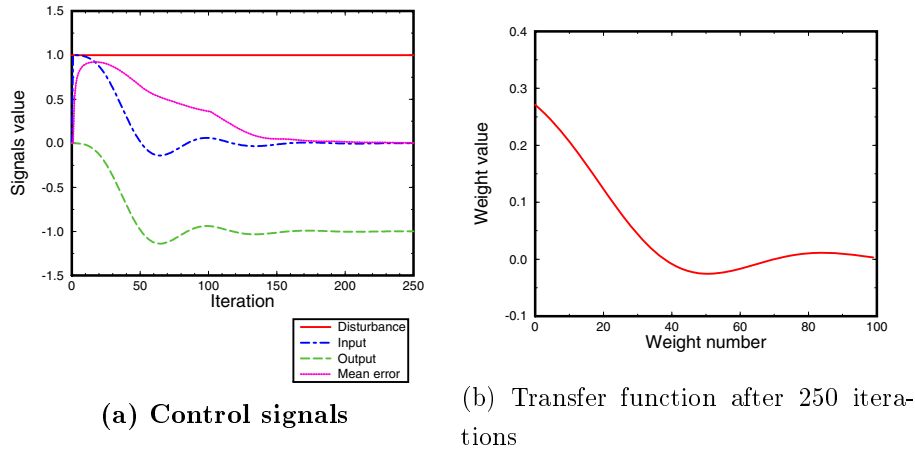 1.5
1.0
0.5
0.0
-0.5
-1.0
-1.5
Signals value
0
50
100
150
200
250
Iteration
Disturbance
Input
Output
Mean error
(a) Control signals
0.4
0.3
0.2
0.1
0.0
-0.1
Weight value
0
20
40
60
80
100
Weight number
(b) Transfer function after 250 itera-
tions